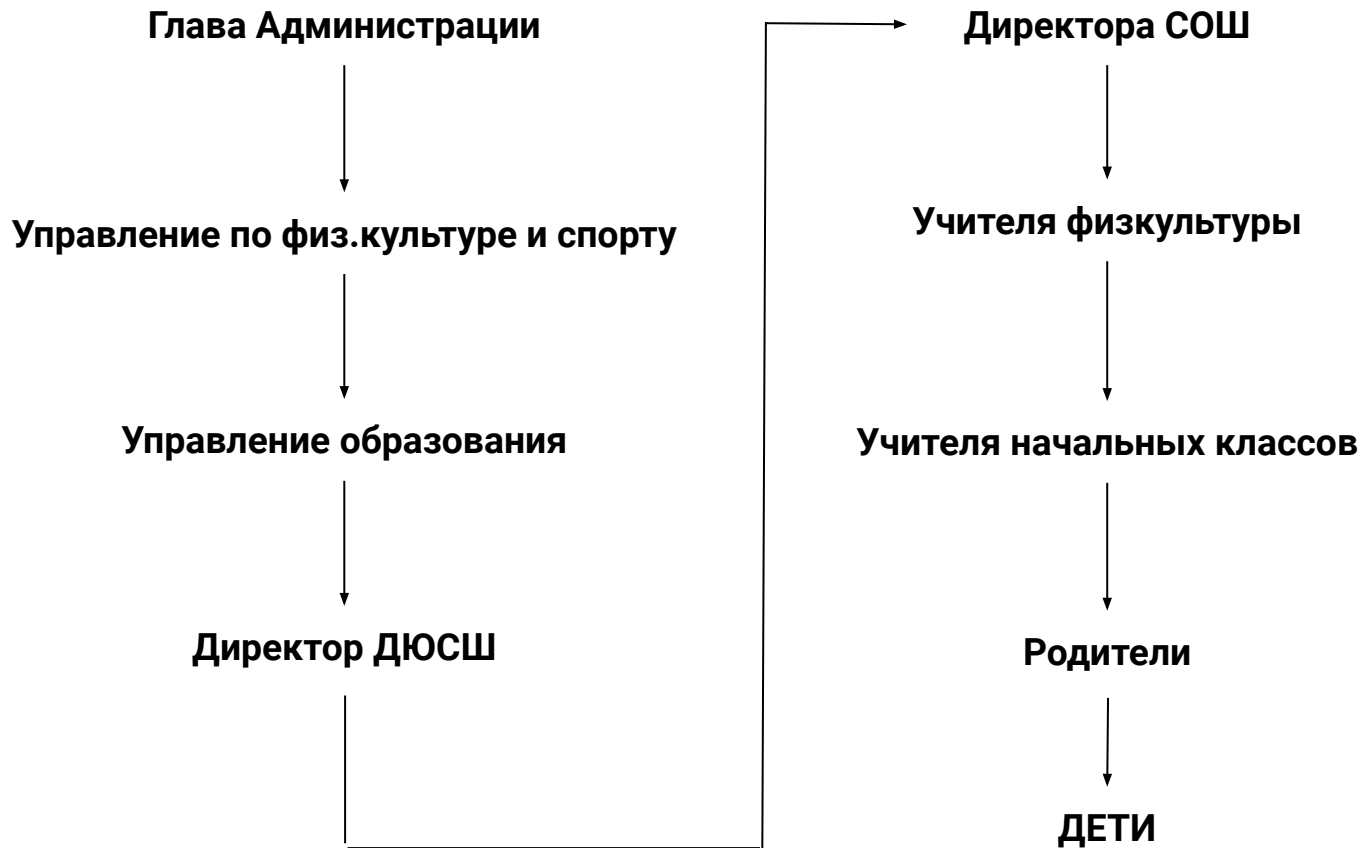 Глава Администрации
Управление по физ.культуре и спорту
Управление образования
Директор ДЮСШ
Директора СОШ
Учителя физкультуры
Учителя начальных классов
Родители
ДЕТИ